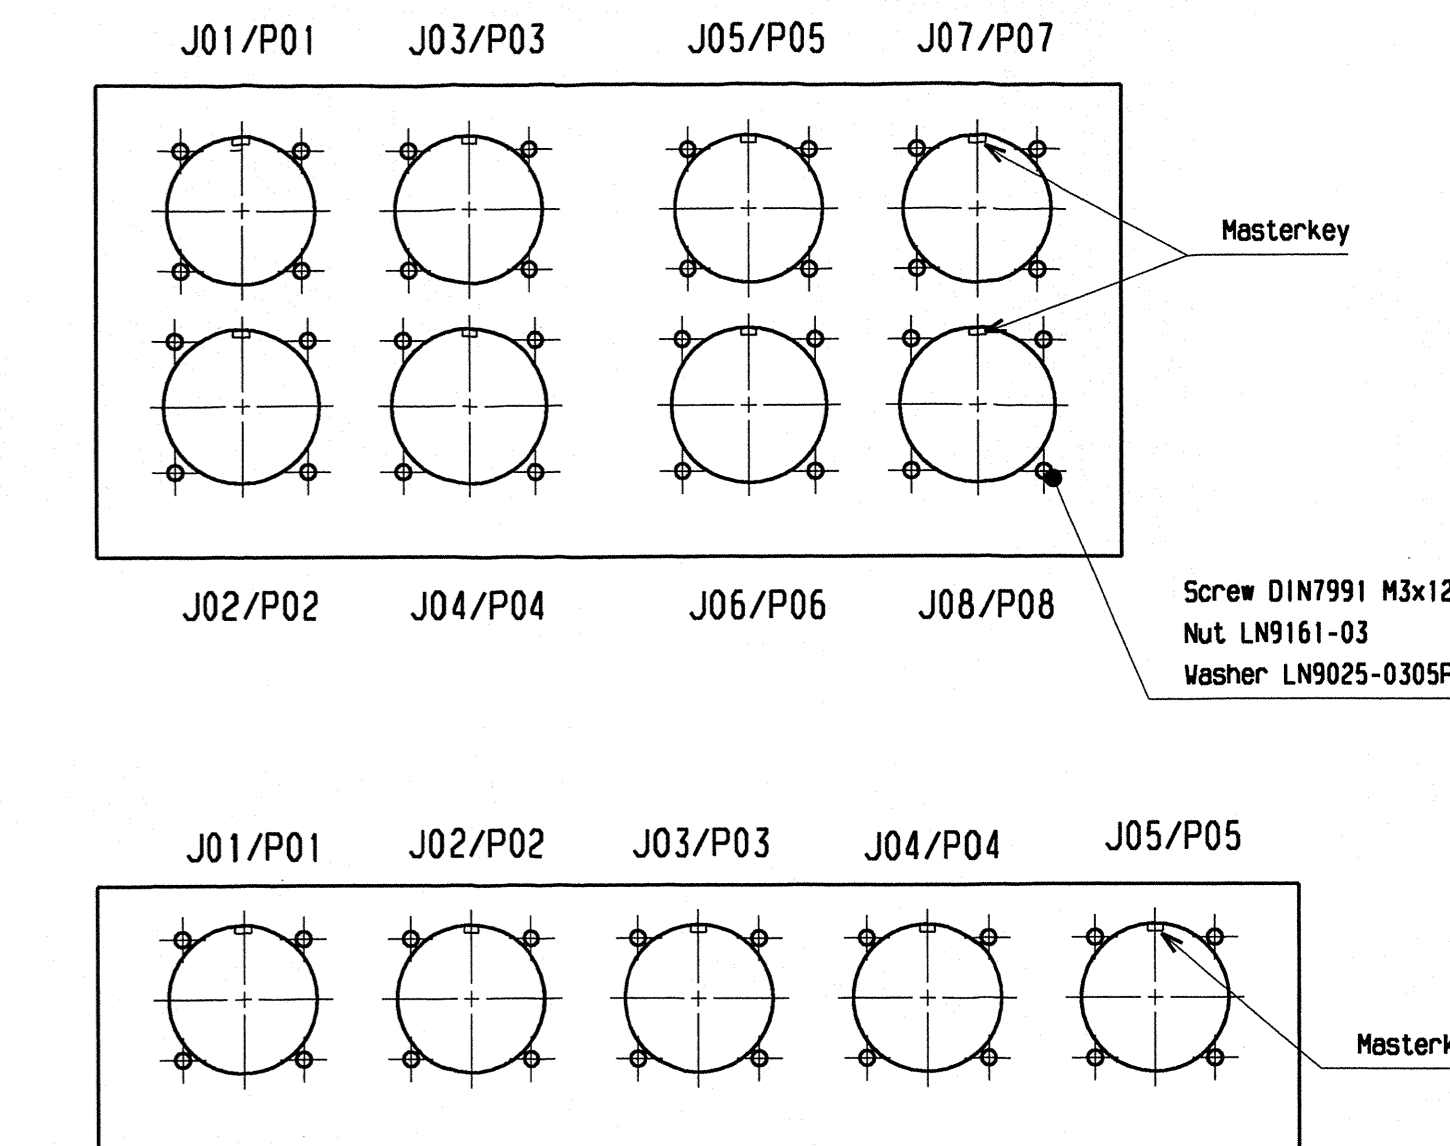 J01/P01 J03/P03 J05/P05 J07/P07
Masterkey
J02/P02 J04/P04 J06/P06 J08/P08
Screw DIN7991 M3x12
Nut LN9161-03
Washer LN9025-0305P
J01/P01 J02/P02 J03/P03 J04/P04 J05/P05
Masterk